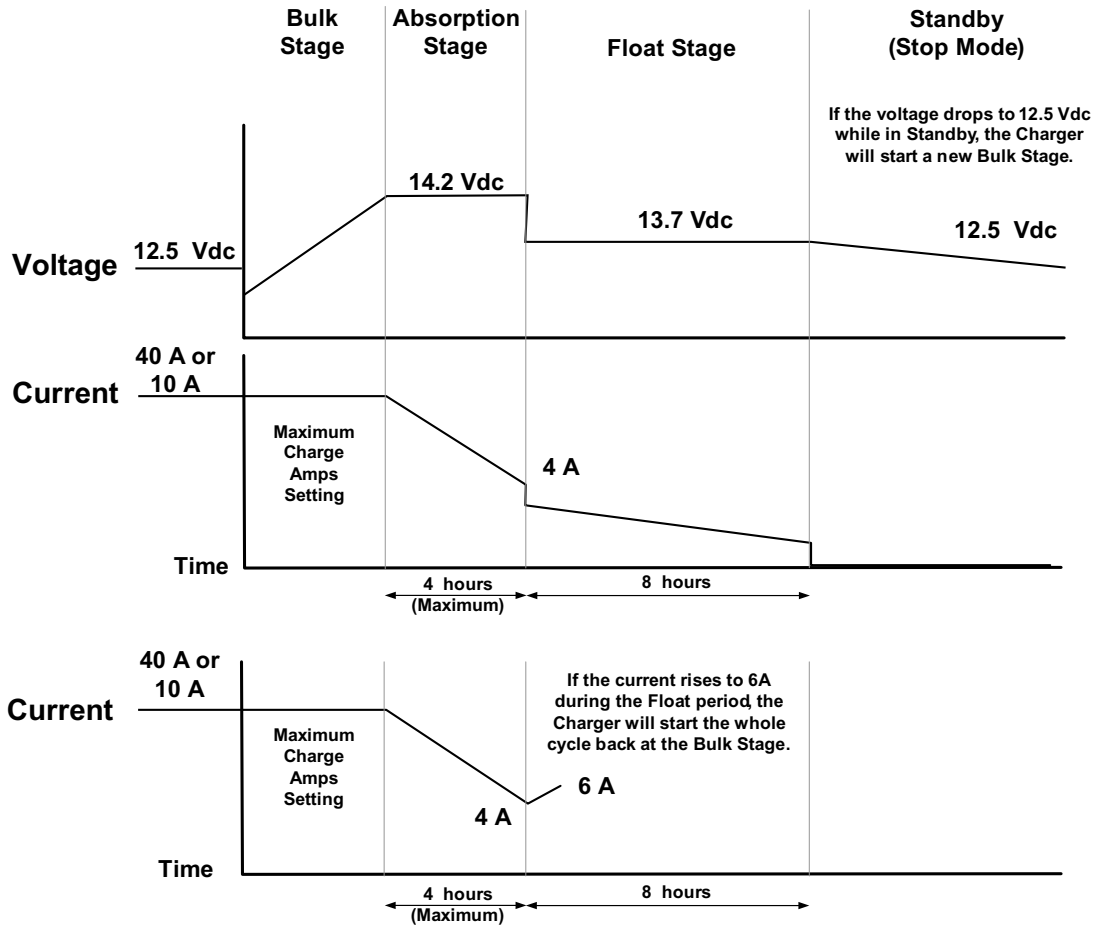 Bulk
Stage
Absorption
Stage
Float Stage
Standby
(Stop Mode)
If the voltage drops to 12.5 Vdc
while in Standby, the Charger
will start a new Bulk Stage.
14.2 Vdc
13.7 Vdc
12.5 Vdc
12.5 Vdc
Voltage
40 A or
10 A
Current
Maximum
Charge
Amps
Setting
4 A
Time
4 hours
(Maximum)
8 hours
40 A or
10 A
Current
Maximum
Charge
Amps
Setting
If the current rises to 6A
during the Float period, the
Charger will start the whole
cycle back at the Bulk Stage.
6 A
4 A
Time
4 hours
(Maximum)
8 hours